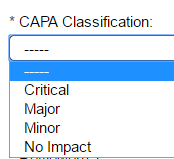 * CAPA Classification:
-----
-----
Critical
Major
Minor
No Impact